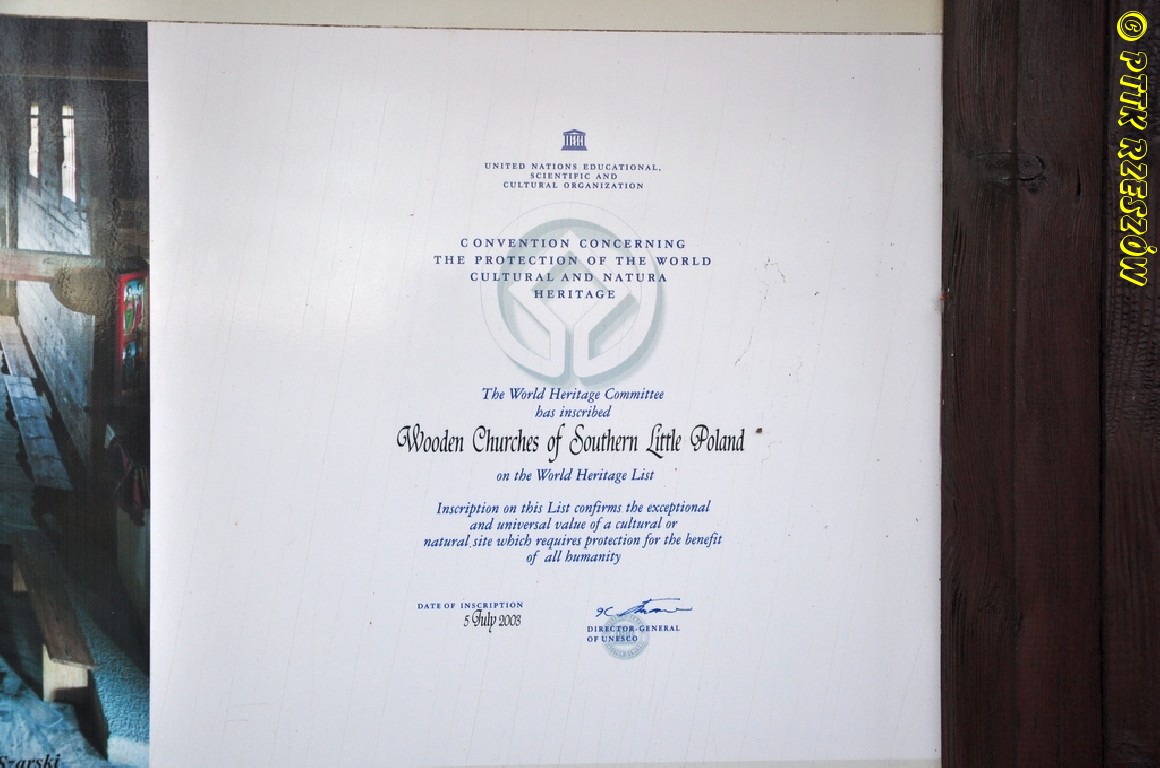 UNITED NATIONS EDUCATIONAL,
SCIENTIFIC AND
CULTURAL ORGANIZATION
CONVENTION CONCERNING
THE PROTECTION OF THE WORLD
CULTURAL AND NATURA
HERITAGE
The World Heritage Committee
has inscribed
Wooden Churches of Southern Little Poland
on the World Heritage List
Inscription on this List confirms the exceptional
and universal value of a cultural or
natural site which requires protection for the benefit
of all humanity
DATE OF INSCRIPTION
5 July 2003
DIRECTOR-GENERAL
OF UNESCO
Szarski
© PTTK RZESZÓW